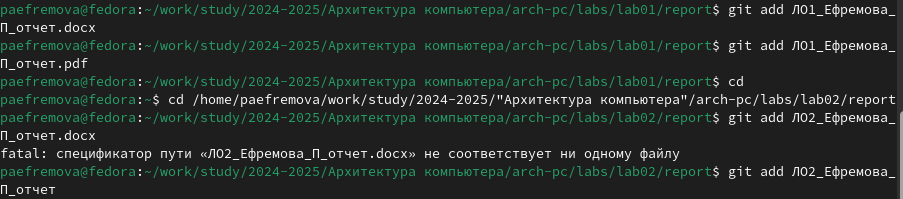 paefremova@fedora:~/work/study/2024-2025/Архитектура компьютера/arch-pc/labs/lab01/report$ git add Л01_Ефремова_
П_отчет.docx
paefremova@fedora:~/work/study/2024-2025/Архитектура компьютера/arch-pc/labs/lab01/report$ git add Л01_Ефремова_
П_отчет.pdf
paefremova@fedora:~/work/study/2024-2025/Архитектура компьютера/arch-pc/labs/lab01/report$ cd
paefremova@fedora:~$ cd /home/paefremova/work/study/2024-2025/"Архитектура компьютера"/arch-pc/labs/lab02/report
paefremova@fedora:~/work/study/2024-2025/Архитектура компьютера/arch-pc/labs/lab02/report$ git add Л02_Ефремова_
П_отчет.docx
fatal: спецификатор пути «Л02_Ефремова_П_отчет.docx» не соответствует ни одному файлу
paefremova@fedora:~/work/study/2024-2025/Архитектура компьютера/arch-pc/labs/lab02/report$ git add Л02_Ефремова_
П_отчет